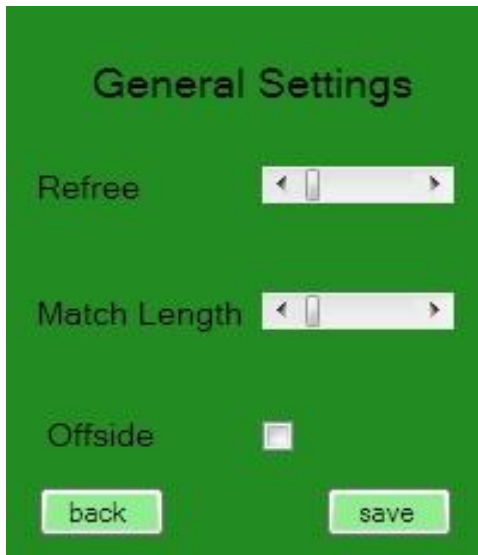 General Settings
Refree
Match Length
Offside
back
save